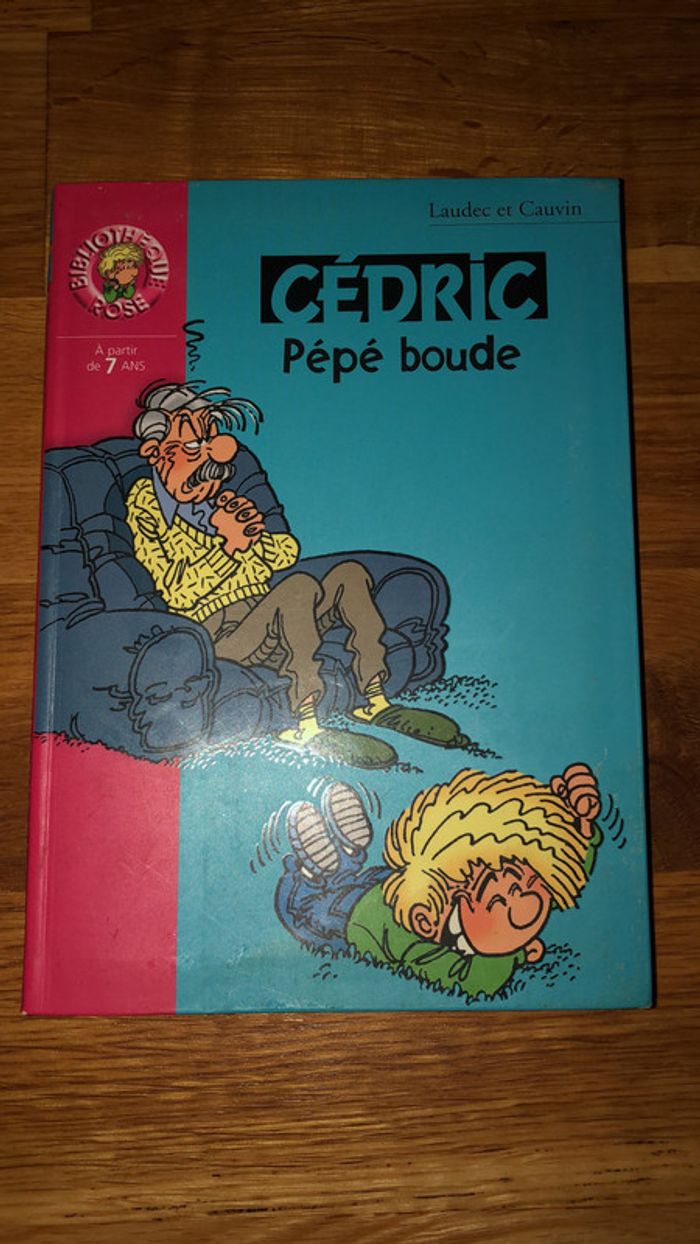 Laudec et Cauvin
BIBLIOTHÈQUE
ROSE
CÉDRIC
À partir
de 7 ANS
Pépé boude